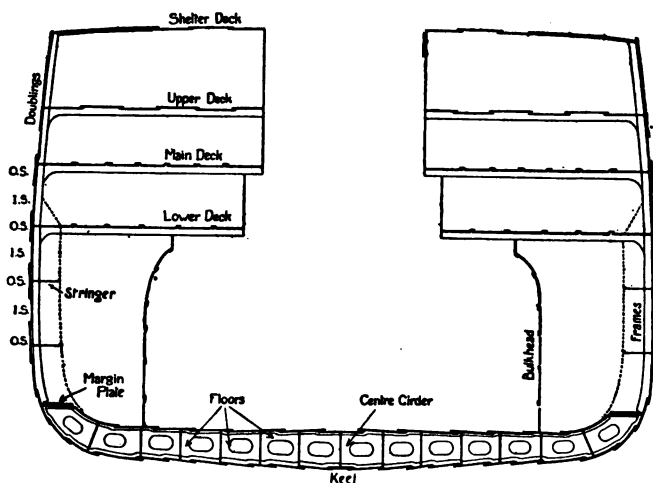 Shelter Deck
Doublings
Upper Deck
Main Deck
O.S.
I.S.
Lower Deck
O.S.
I.S.
O.S.
Stringer
I.S.
Frames
O.S.
Bulkhead
Margin
Plate
Floors
Centre Girder
Keel